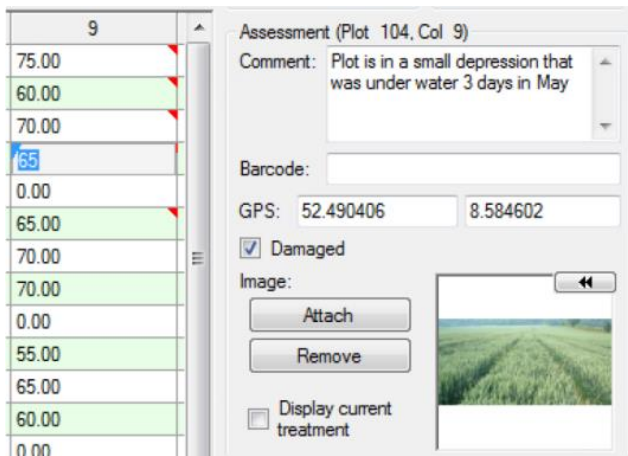 9
75.00
60.00
70.00
65
0.00
65.00
70.00
70.00
0.00
55.00
65.00
60.00
0.00
Assessment (Plot 104, Col 9)
Comment: Plot is in a small depression that
was under water 3 days in May
Barcode:
GPS: 52.490406 8.584602
Damaged
Image:
Attach
Remove
Display current
treatment